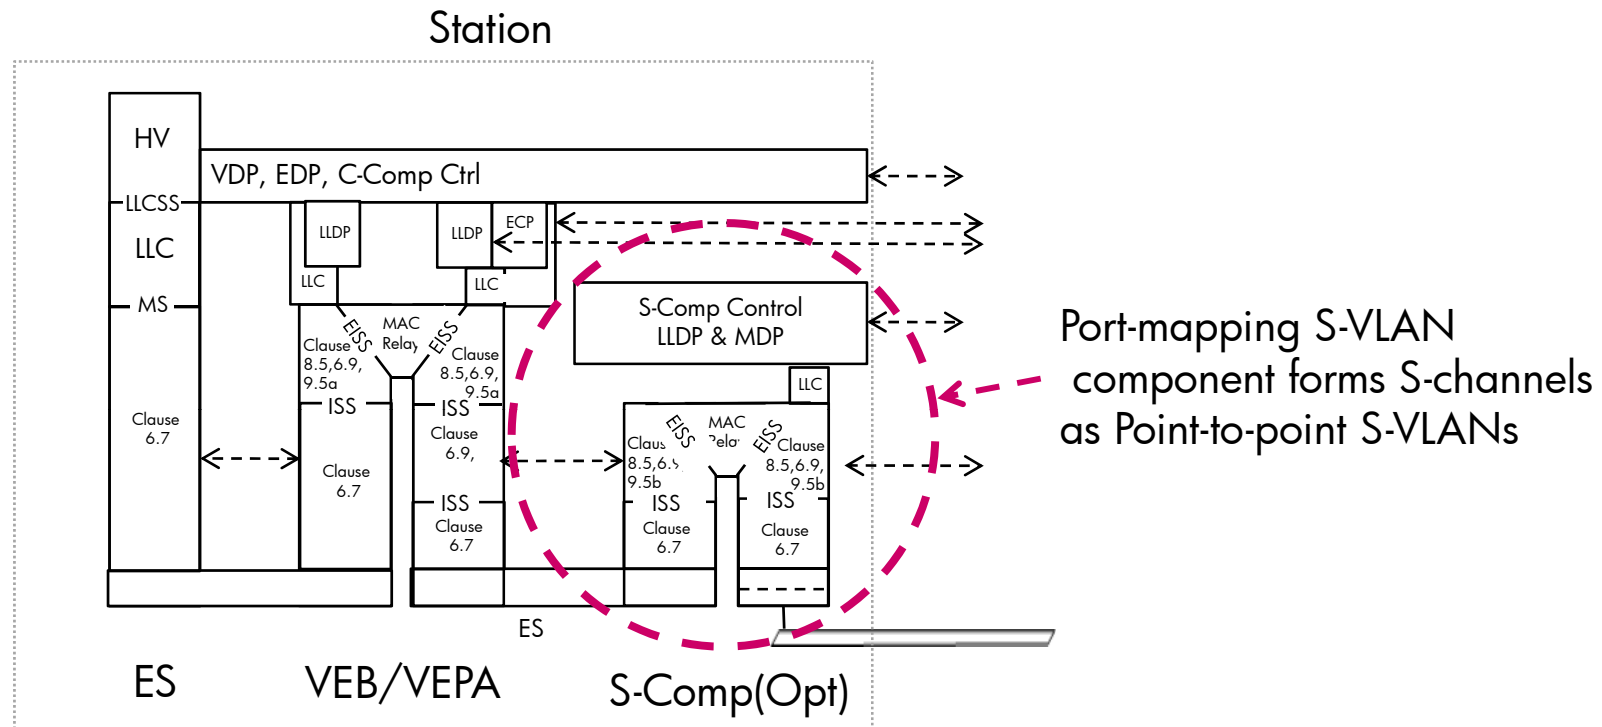 Station
HV
VDP, EDP, C-Comp Ctrl
LLCSS
LLC
MS
Clause
6.7
LLDP
LLDP
ECP
LLC
LLC
EISS
MAC
Relay
EISS
Clause
8.5,6.9,
9.5a
Clause
8.5,6.9,
9.5a
ISS
ISS
Clause
6.7
Clause
6.9,
ISS
Clause
6.7
S-Comp Control
LLDP & MDP
LLC
EISS
MAC
EISS
8.5,6.9,
9.5b
Clause
8.5,6.9,
9.5b
ISS
ISS
Clause
6.7
Clause
6.7
Port-mapping S-VLAN
component forms S-channels
as Point-to-point S-VLANs
ES
ES
VEB/VEPA
S-Comp(Opt)